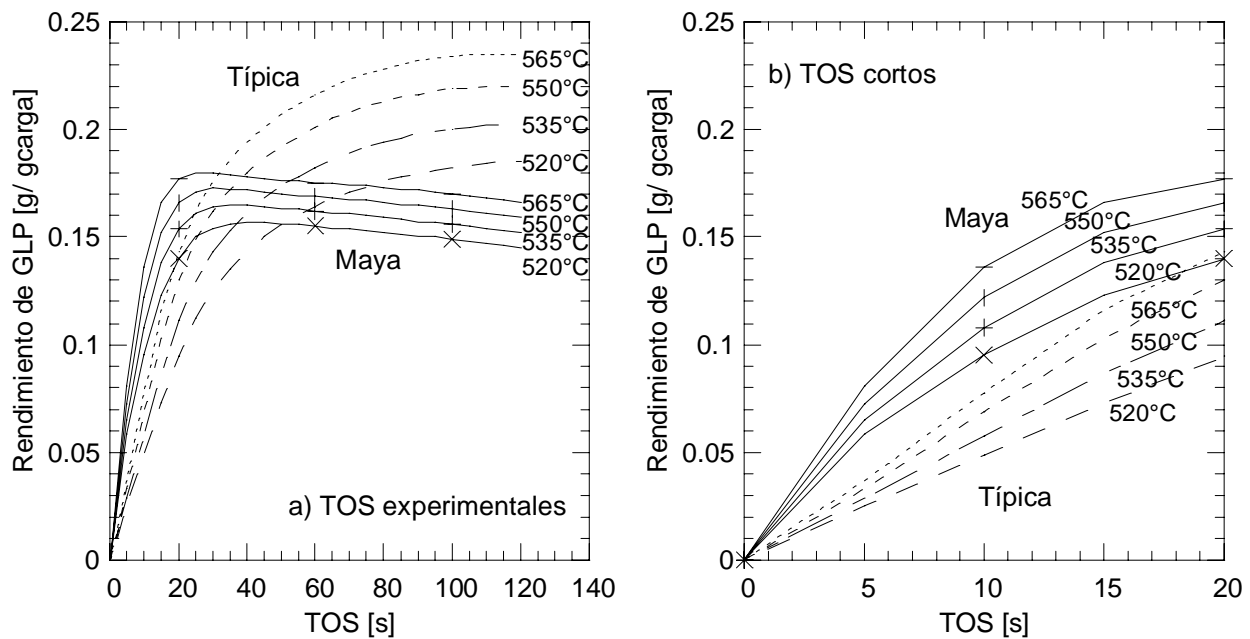 Rendimiento de GLP [g/ gcarga]
0.25
0.2
0.15
0.1
0.05
0
Típica
565°C
550°C
535°C
520°C
565°C
550°C
535°C
520°C
Maya
a) TOS experimentales
0 20 40 60 80 100 120 140
TOS [s]
Rendimiento de GLP [g/ gcarga]
0.25
0.2
0.15
0.1
0.05
0
b) TOS cortos
Maya
565°C
550°C
535°C
520°C
565°C
550°C
535°C
520°C
Típica
0 5 10 15 20
TOS [s]